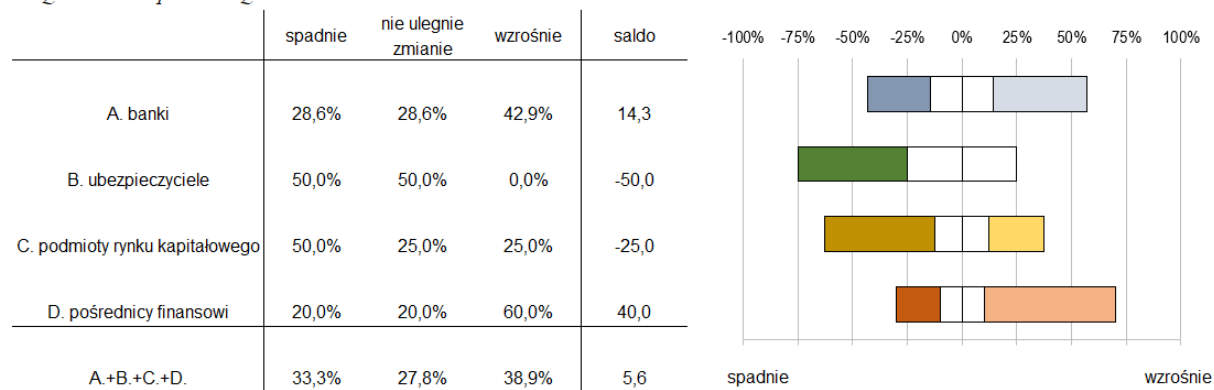 spadnie nie ulegnie zmianie wzrośnie saldo
A. banki 28,6% 28,6% 42,9% 14,3
B. ubezpieczyciele 50,0% 50,0% 0,0% -50,0
C. podmioty rynku kapitałowego 50,0% 25,0% 25,0% -25,0
D. pośrednicy finansowi 20,0% 20,0% 60,0% 40,0
A.+B.+C.+D. 33,3% 27,8% 38,9% 5,6
-100% -75% -50% -25% 0% 25% 50% 75% 100%
spadnie wzrośnie